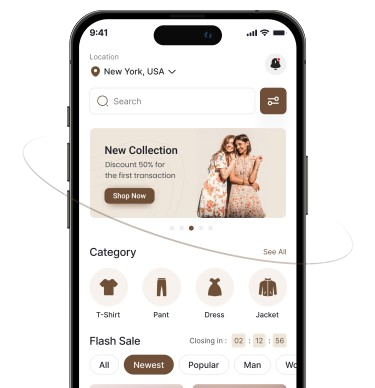 9:41
Location
New York, USA
Search
New Collection
Discount 50% for
the first transaction
Shop Now
Category See All
T-Shirt Pant Dress Jacket
Flash Sale Closing in : 02 : 12 : 56
All Newest Popular Man Wo